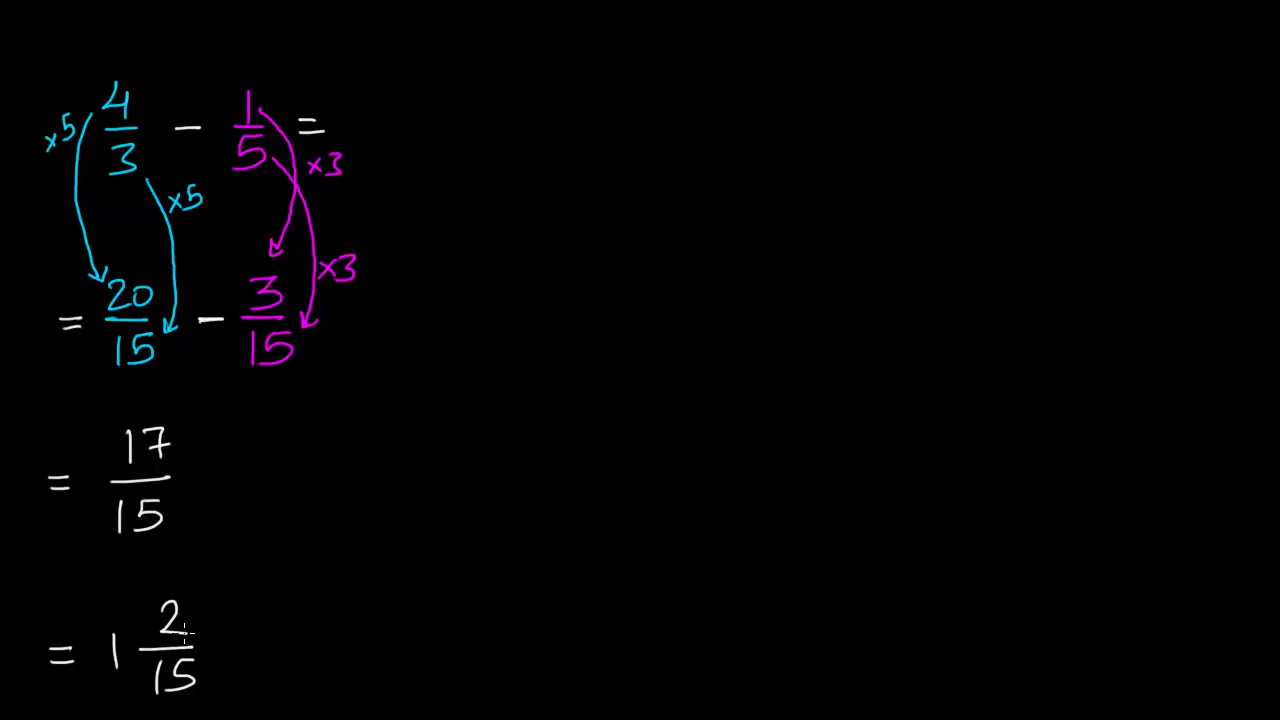 ×5 4/3 - 1/5 =
×5 ×3
×3
= 20/15 - 3/15
= 17/15
= 1 2/15